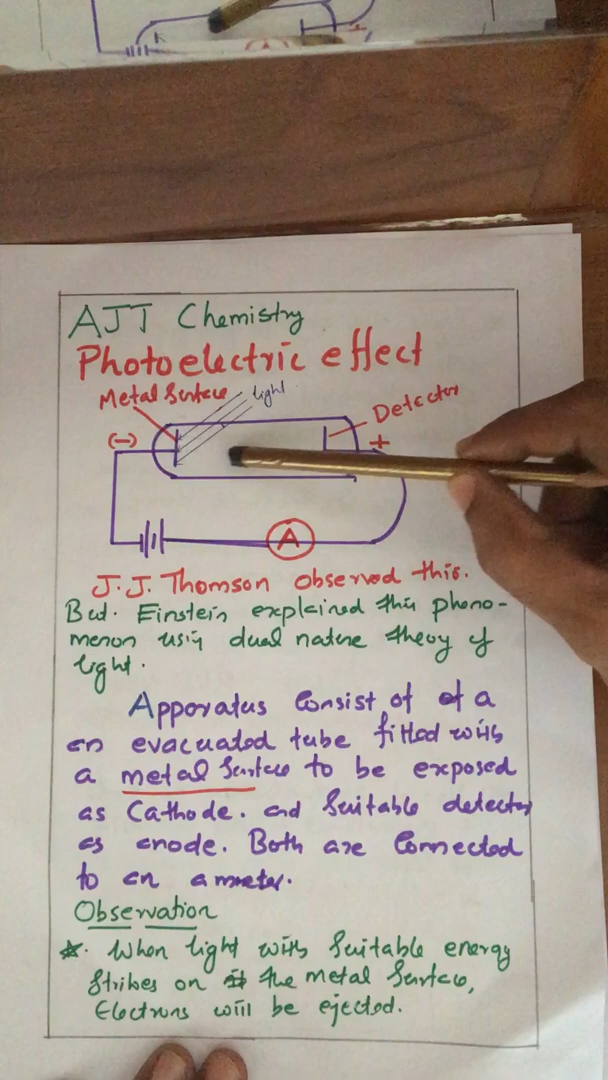 AJT Chemistry
Photoelectric effect
Metal Surface
light
Detector
(-)
+
A
J.J. Thomson observed this.
But. Einstein explained this pheno-
menon using dual nature theory of
light.
Apparatus Consist of of a
an evacuated tube fitted with
a metal surface to be exposed
as Cathode. and Suitable detector
as anode. Both are Connected
to an ameter.
Observation
*. When light with Suitable energy
Strikes on the metal Surface,
Electrons will be ejected.